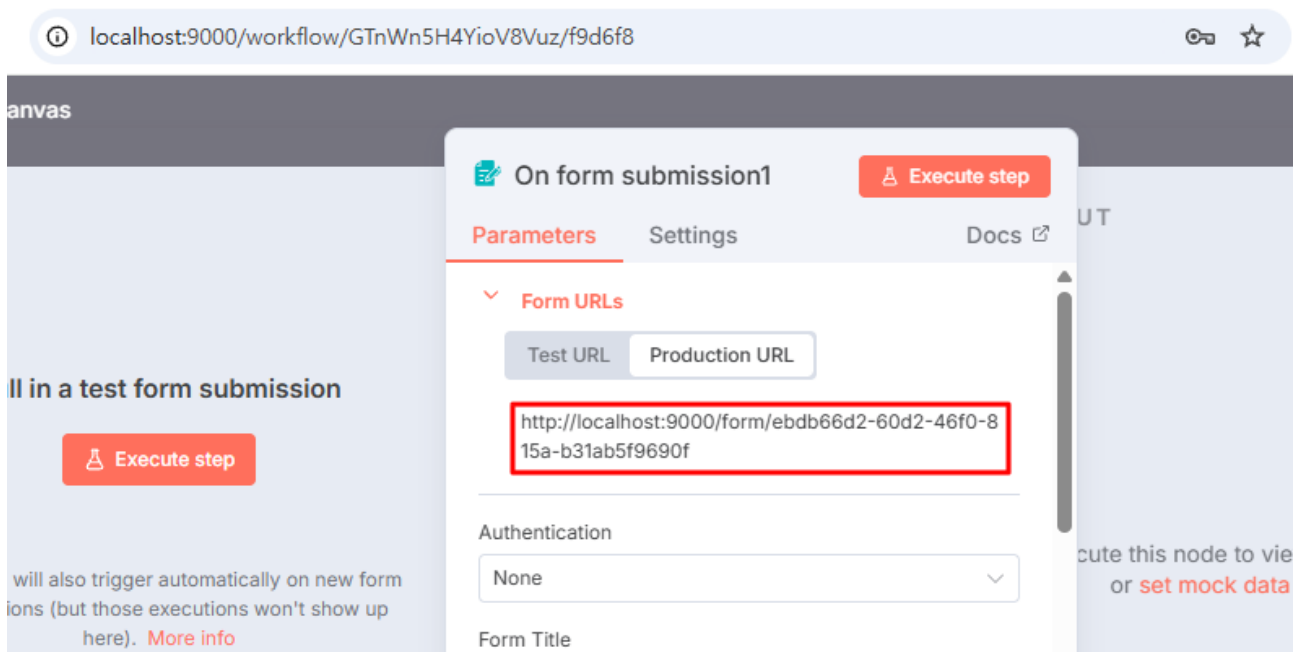 localhost:9000/workflow/GTnWn5H4YioV8Vuz/f9d6f8
anvas
On form submission1
Execute step
UT
Parameters
Settings
Docs
Form URLs
Test URL
Production URL
http://localhost:9000/form/ebdb66d2-60d2-46f0-8
15a-b31ab5f9690f
ll in a test form submission
Execute step
will also trigger automatically on new form
ions (but those executions won't show up
here). More info
Authentication
None
Form Title
cute this node to vie
or set mock data